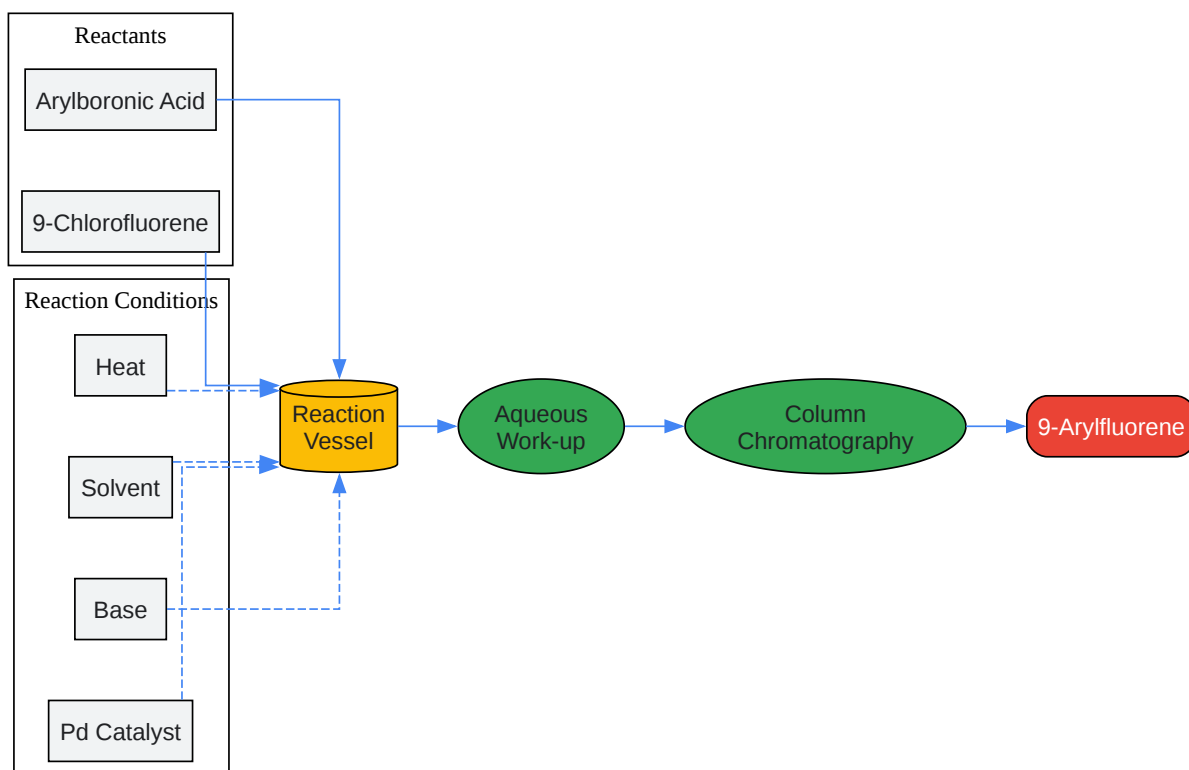 Reactants
Arylboronic Acid
9-Chlorofluorene
Reaction Conditions
Heat
Solvent
Base
Pd Catalyst
Reaction
Vessel
Aqueous
Work-up
Column
Chromatography
9-Arylfluorene